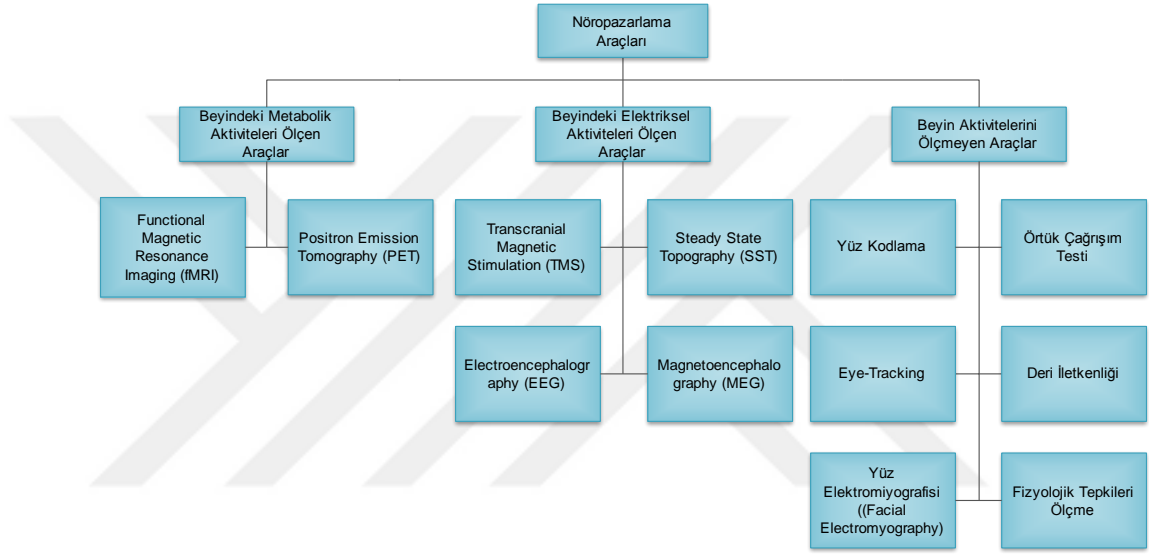 Nöropazarlama
Araçları
Beyindeki Metabolik
Aktiviteleri Ölçen
Araçlar
Beyindeki Elektriksel
Aktiviteleri Ölçen
Araçlar
Beyin Aktivitelerini
Ölçmeyen Araçlar
Functional
Magnetic
Resonance
Imaging (fMRI)
Positron Emission
Tomography (PET)
Transcranial
Magnetic
Stimulation (TMS)
Steady State
Topography (SST)
Yüz Kodlama
Örtük Çağrışım
Testi
Electroencephalogr
aphy (EEG)
Magnetoencephalo
graphy (MEG)
Eye-Tracking
Deri İletkenliği
Yüz
Elektromiyografisi
((Facial
Electromyography)
Fizyolojik Tepkileri
Ölçme